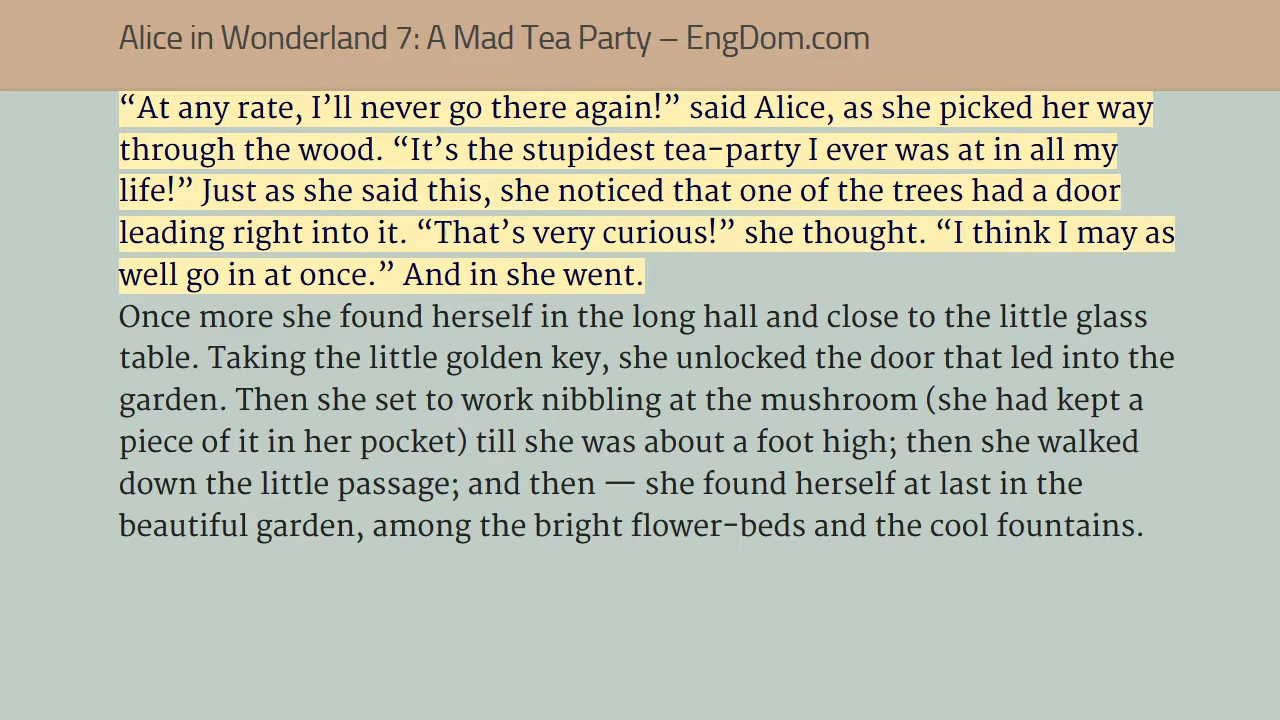 Alice in Wonderland 7: A Mad Tea Party – EngDom.com
“At any rate, I’ll never go there again!” said Alice, as she picked her way
through the wood. “It’s the stupidest tea-party I ever was at in all my
life!” Just as she said this, she noticed that one of the trees had a door
leading right into it. “That’s very curious!” she thought. “I think I may as
well go in at once.” And in she went.
Once more she found herself in the long hall and close to the little glass
table. Taking the little golden key, she unlocked the door that led into the
garden. Then she set to work nibbling at the mushroom (she had kept a
piece of it in her pocket) till she was about a foot high; then she walked
down the little passage; and then — she found herself at last in the
beautiful garden, among the bright flower-beds and the cool fountains.